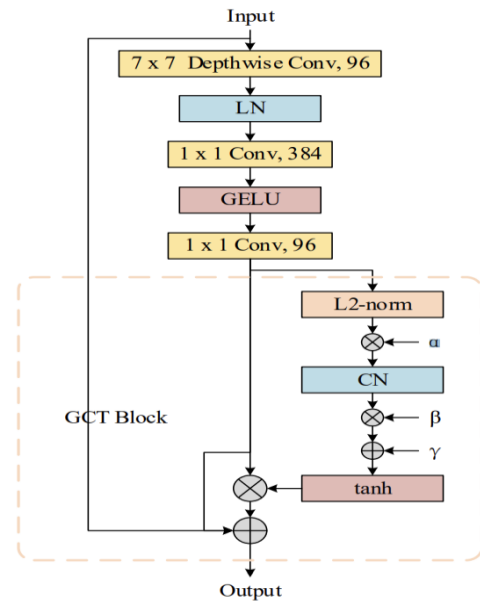 Input
7 x 7 Depthwise Conv, 96
LN
1 x 1 Conv, 384
GELU
1 x 1 Conv, 96
L2-norm
α
CN
GCT Block
β
γ
tanh
Output